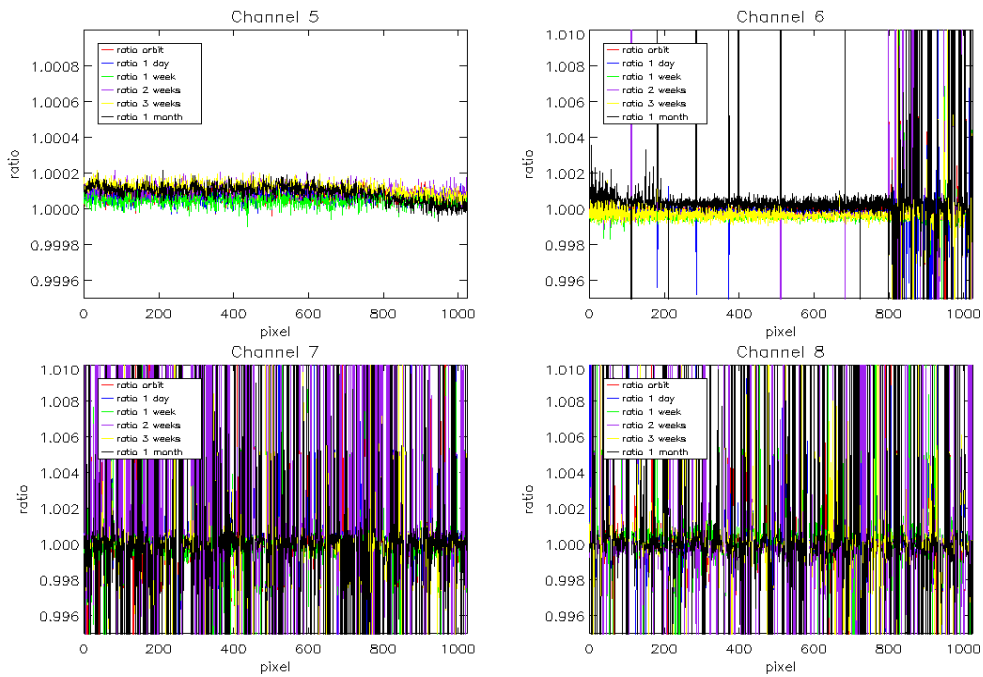 Channel 5
ratio
1.0008
1.0006
1.0004
1.0002
1.0000
0.9998
0.9996
ratio orbit
ratio 1 day
ratio 1 week
ratio 2 weeks
ratio 3 weeks
ratio 1 month
0 200 400 600 800 1000
pixel
Channel 6
ratio
1.010
1.008
1.006
1.004
1.002
1.000
0.998
0.996
ratio orbit
ratio 1 day
ratio 1 week
ratio 2 weeks
ratio 3 weeks
ratio 1 month
0 200 400 600 800 1000
pixel
Channel 7
ratio
1.010
1.008
1.006
1.004
1.002
1.000
0.998
0.996
ratio orbit
ratio 1 day
ratio 1 week
ratio 2 weeks
ratio 3 weeks
ratio 1 month
0 200 400 600 800 1000
pixel
Channel 8
ratio
1.010
1.008
1.006
1.004
1.002
1.000
0.998
0.996
ratio orbit
ratio 1 day
ratio 1 week
ratio 2 weeks
ratio 3 weeks
ratio 1 month
0 200 400 600 800 1000
pixel